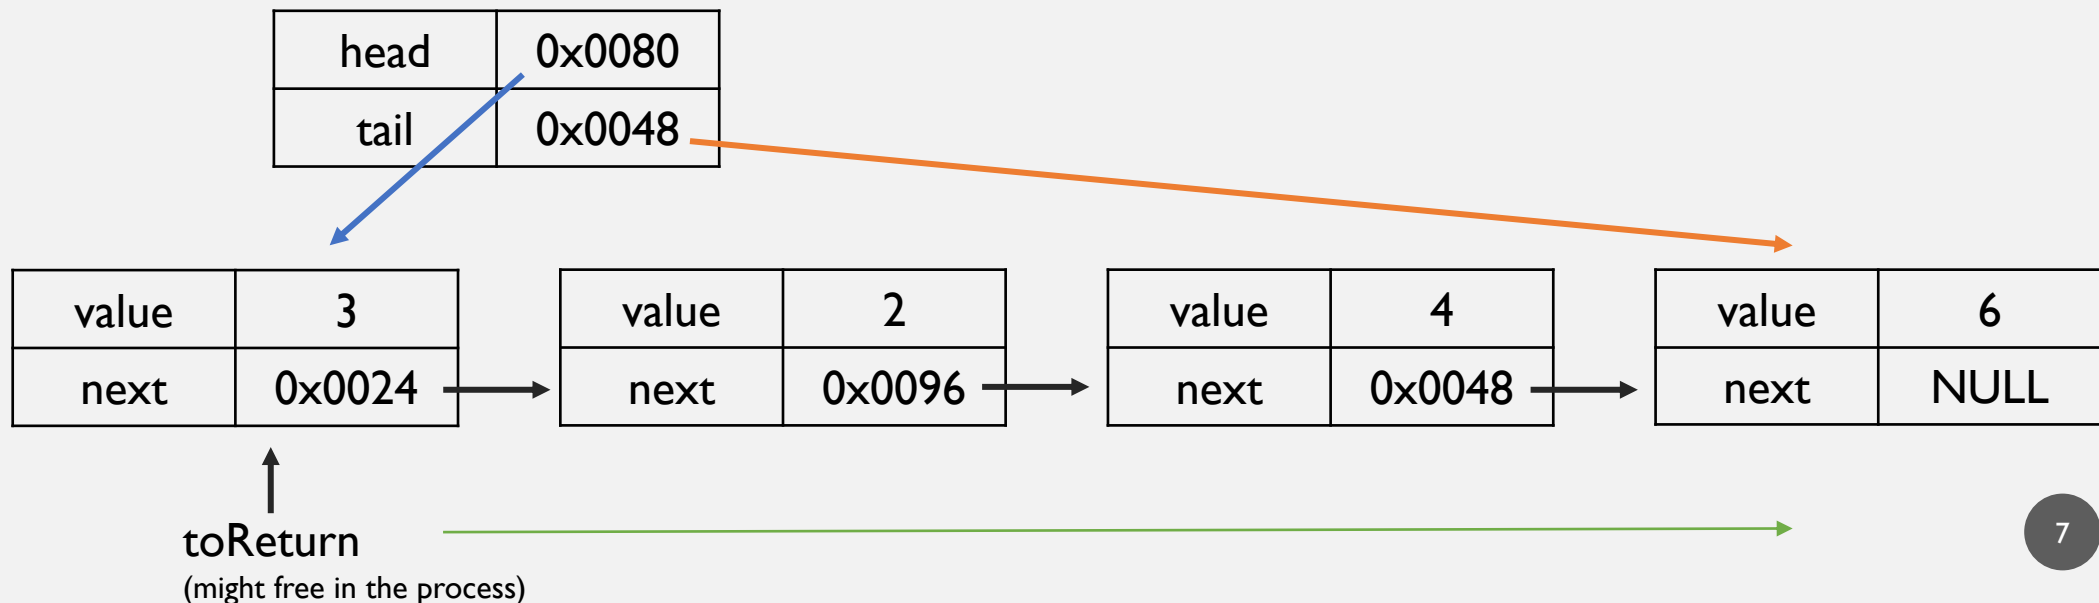 head 0x0080
tail 0x0048
value 3 value 2 value 4 value 6
next 0x0024 next 0x0096 next 0x0048 next NULL
toReturn
(might free in the process)
7